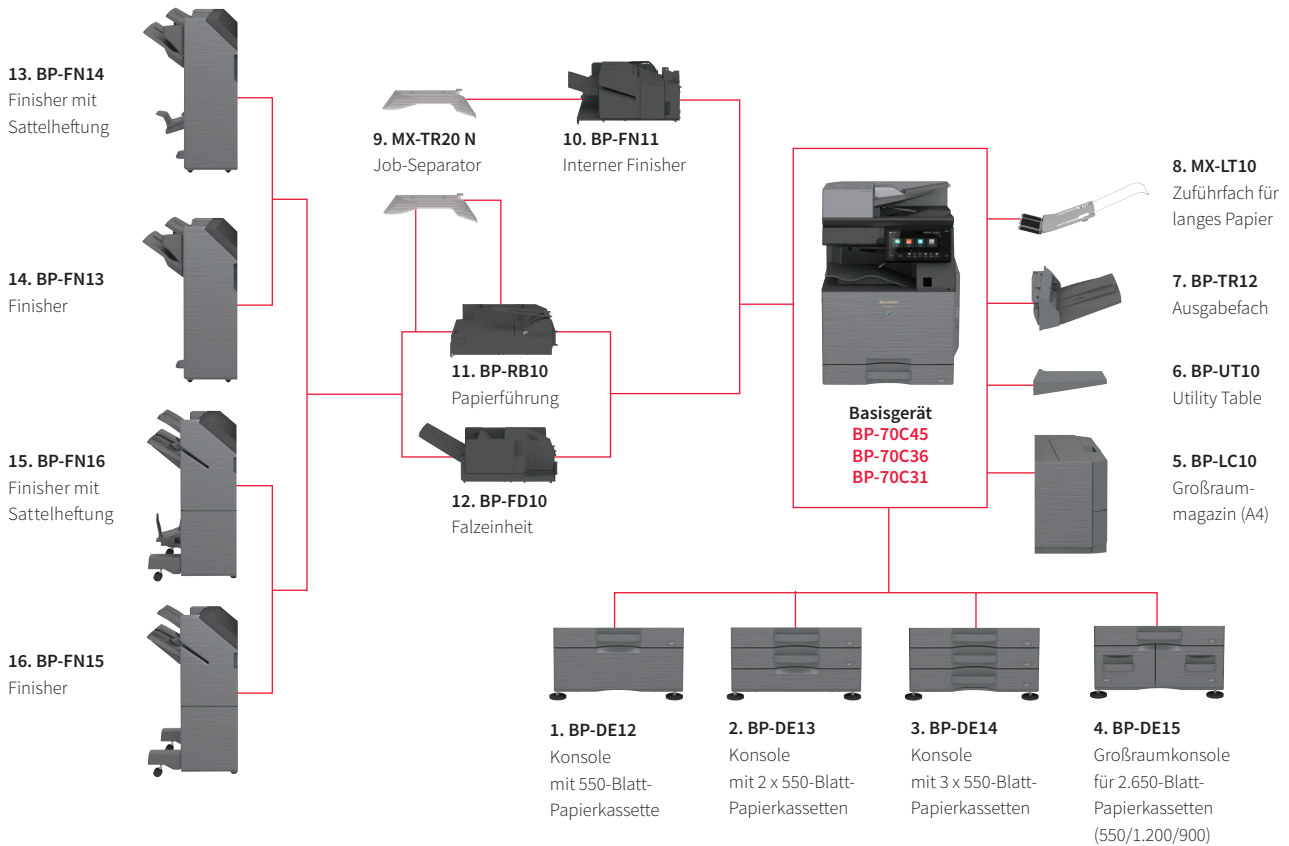 13. BP-FN14
Finisher mit
Sattelheftung
14. BP-FN13
Finisher
15. BP-FN16
Finisher mit
Sattelheftung
16. BP-FN15
Finisher
9. MX-TR20 N
Job-Separator
10. BP-FN11
Interner Finisher
11. BP-RB10
Papierführung
12. BP-FD10
Falzeinheit
SHARP
Basisgerät
BP-70C45
BP-70C36
BP-70C31
8. MX-LT10
Zuführfach für
langes Papier
7. BP-TR12
Ausgabefach
6. BP-UT10
Utility Table
5. BP-LC10
Großraum-
magazin (A4)
1. BP-DE12
Konsole
mit 550-Blatt-
Papierkassette
2. BP-DE13
Konsole
mit 2 x 550-Blatt-
Papierkassetten
3. BP-DE14
Konsole
mit 3 x 550-Blatt-
Papierkassetten
4. BP-DE15
Großraumkonsole
für 2.650-Blatt-
Papierkassetten
(550/1.200/900)